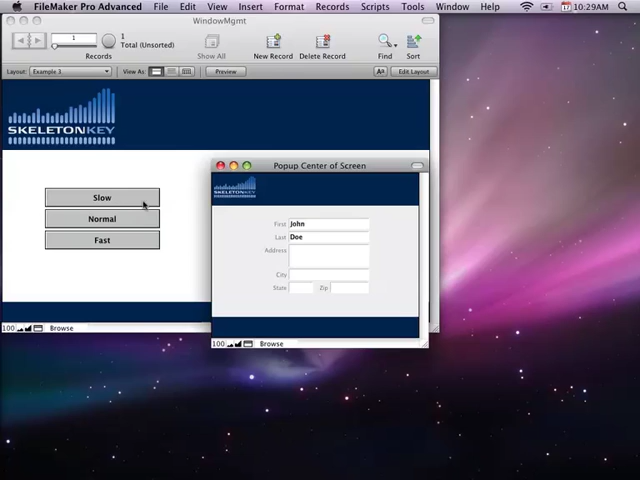 FileMaker Pro Advanced File Edit View Insert Format Records Scripts Tools Window Help 10:29AM
WindowMgmt
1
1
Total (Unsorted)
Records
Show All
New Record
Delete Record
Find
Sort
Layout: Example 3
View As:
Preview
Aa
Edit Layout
SKELETONKEY
Slow
Normal
Fast
100
Browse
Popup Center of Screen
SKELETONKEY
First John
Last Doe
Address
City
State
Zip
100
Browse